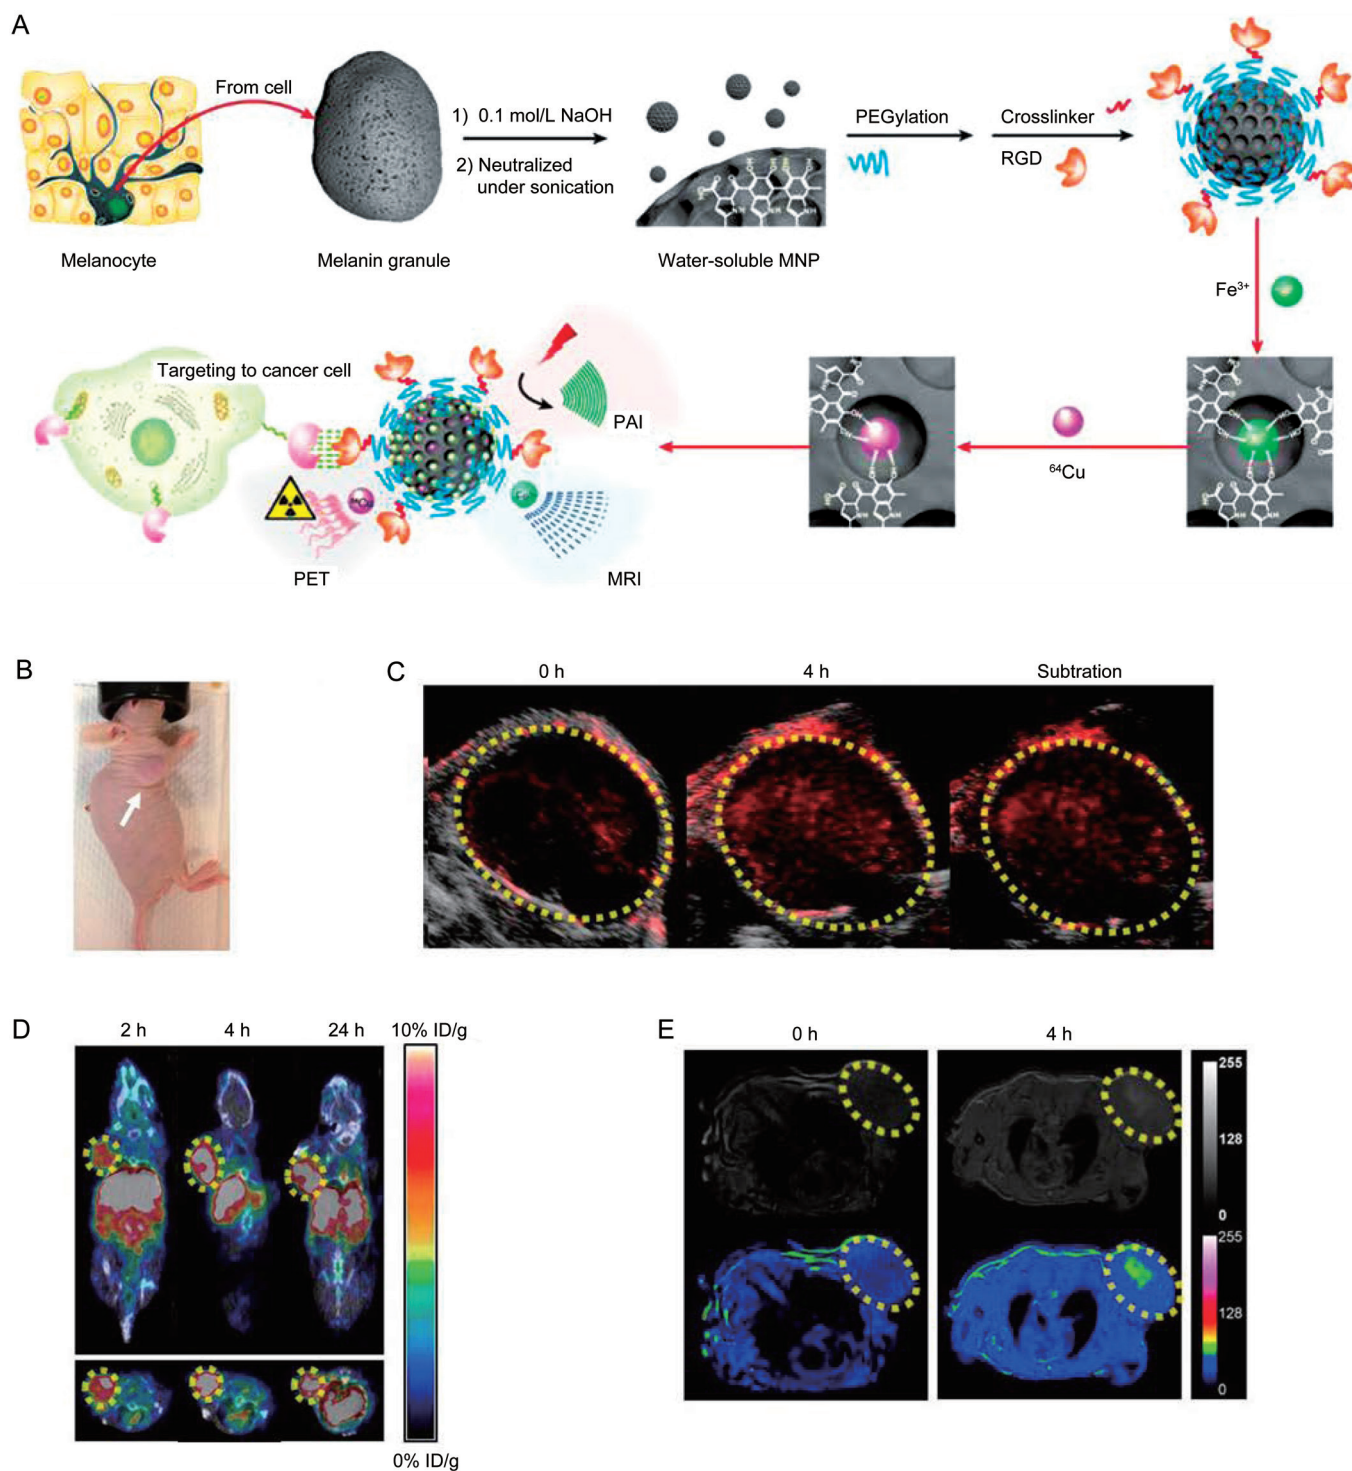 A
From cell
1) 0.1 mol/L NaOH
2) Neutralized
under sonication
PEGylation
Crosslinker
RGD
Melanocyte
Melanin granule
Water-soluble MNP
Fe³⁺
Targeting to cancer cell
PAI
⁶⁴Cu
PET
MRI
B
C
0 h
4 h
Subtration
D
2 h
4 h
24 h
10% ID/g
0% ID/g
E
0 h
4 h
255
128
0
255
128
0